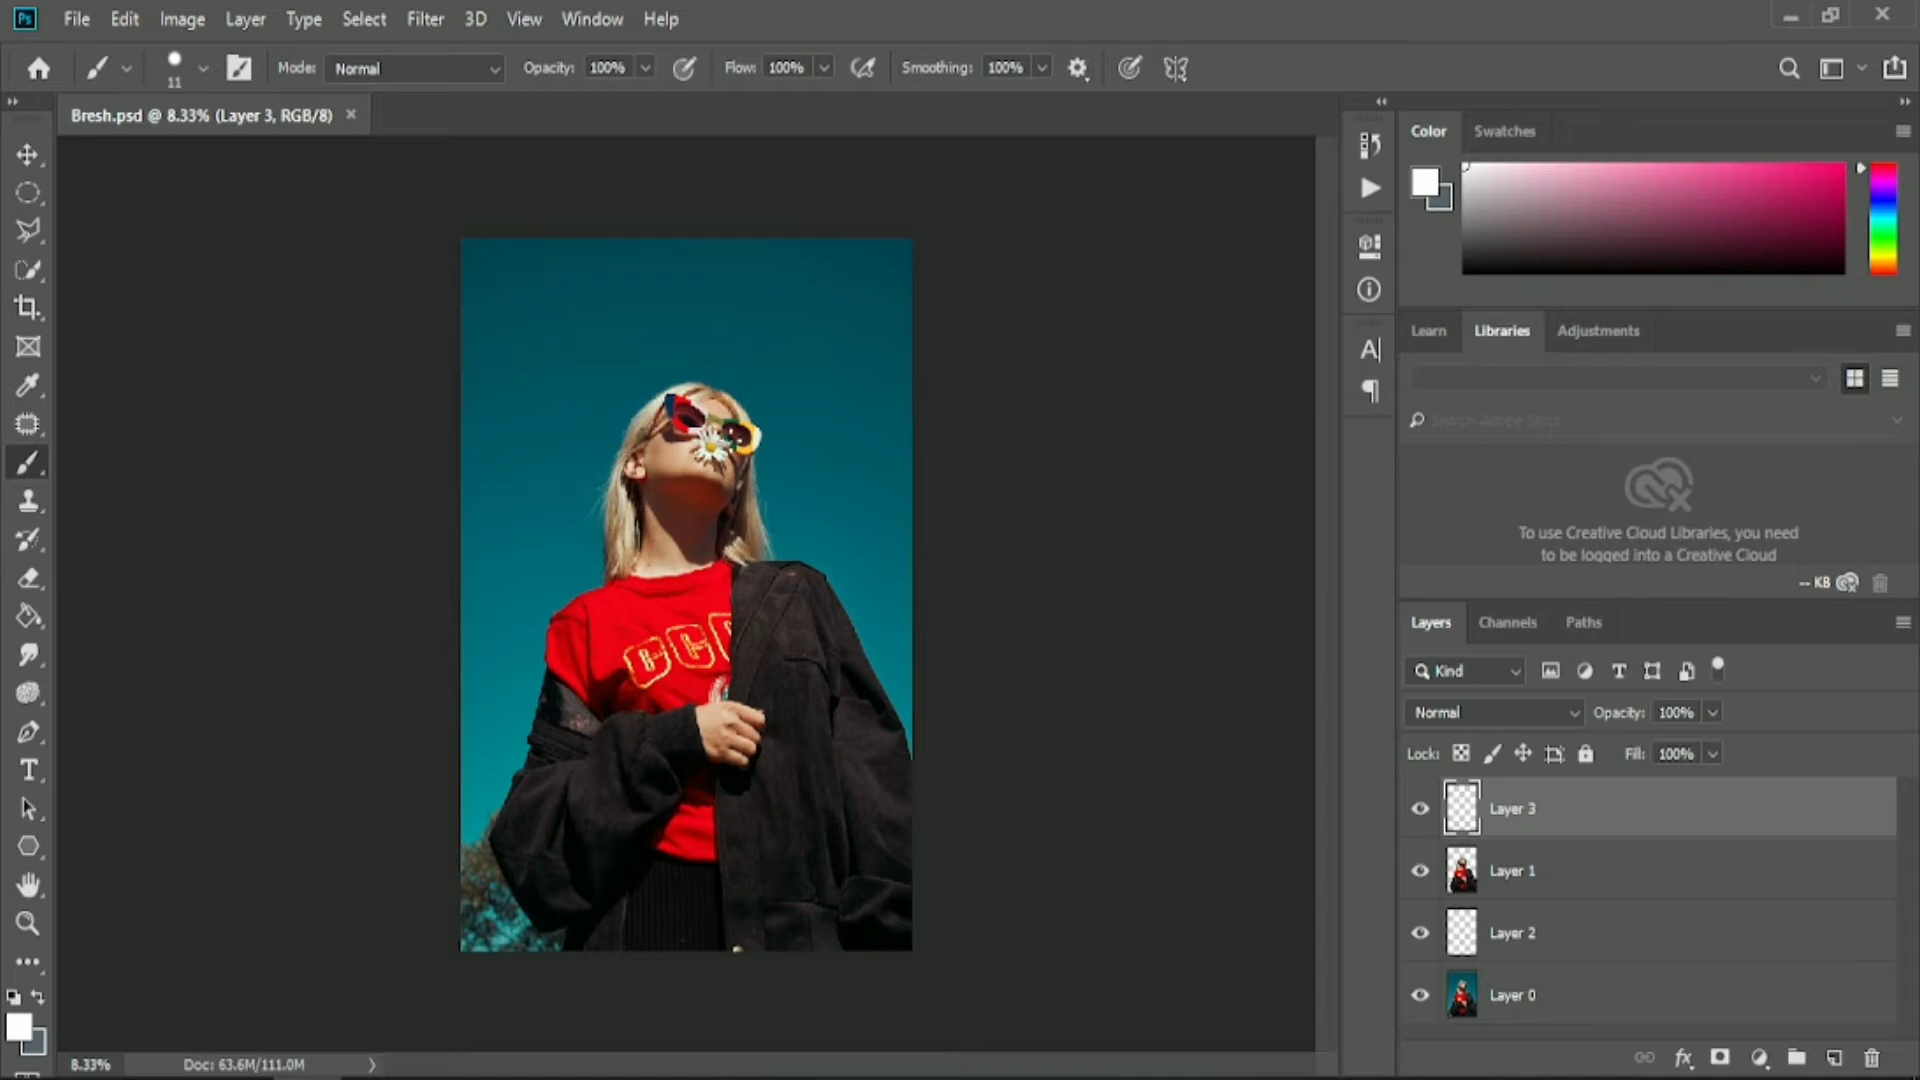 Ps File Edit Image Layer Type Select Filter 3D View Window Help
11 Mode: Normal Opacity: 100% Flow: 100% Smoothing: 100%
Bresh.psd @ 8.33% (Layer 3, RGB/8)
Color Swatches
Learn Libraries Adjustments
Search Adobe Stock
To use Creative Cloud Libraries, you need
to be logged into a Creative Cloud
-- KB
Layers Channels Paths
Kind
Normal Opacity: 100%
Lock: Fill: 100%
Layer 3
Layer 1
Layer 2
Layer 0
8.33% Doc: 63.6M/111.0M